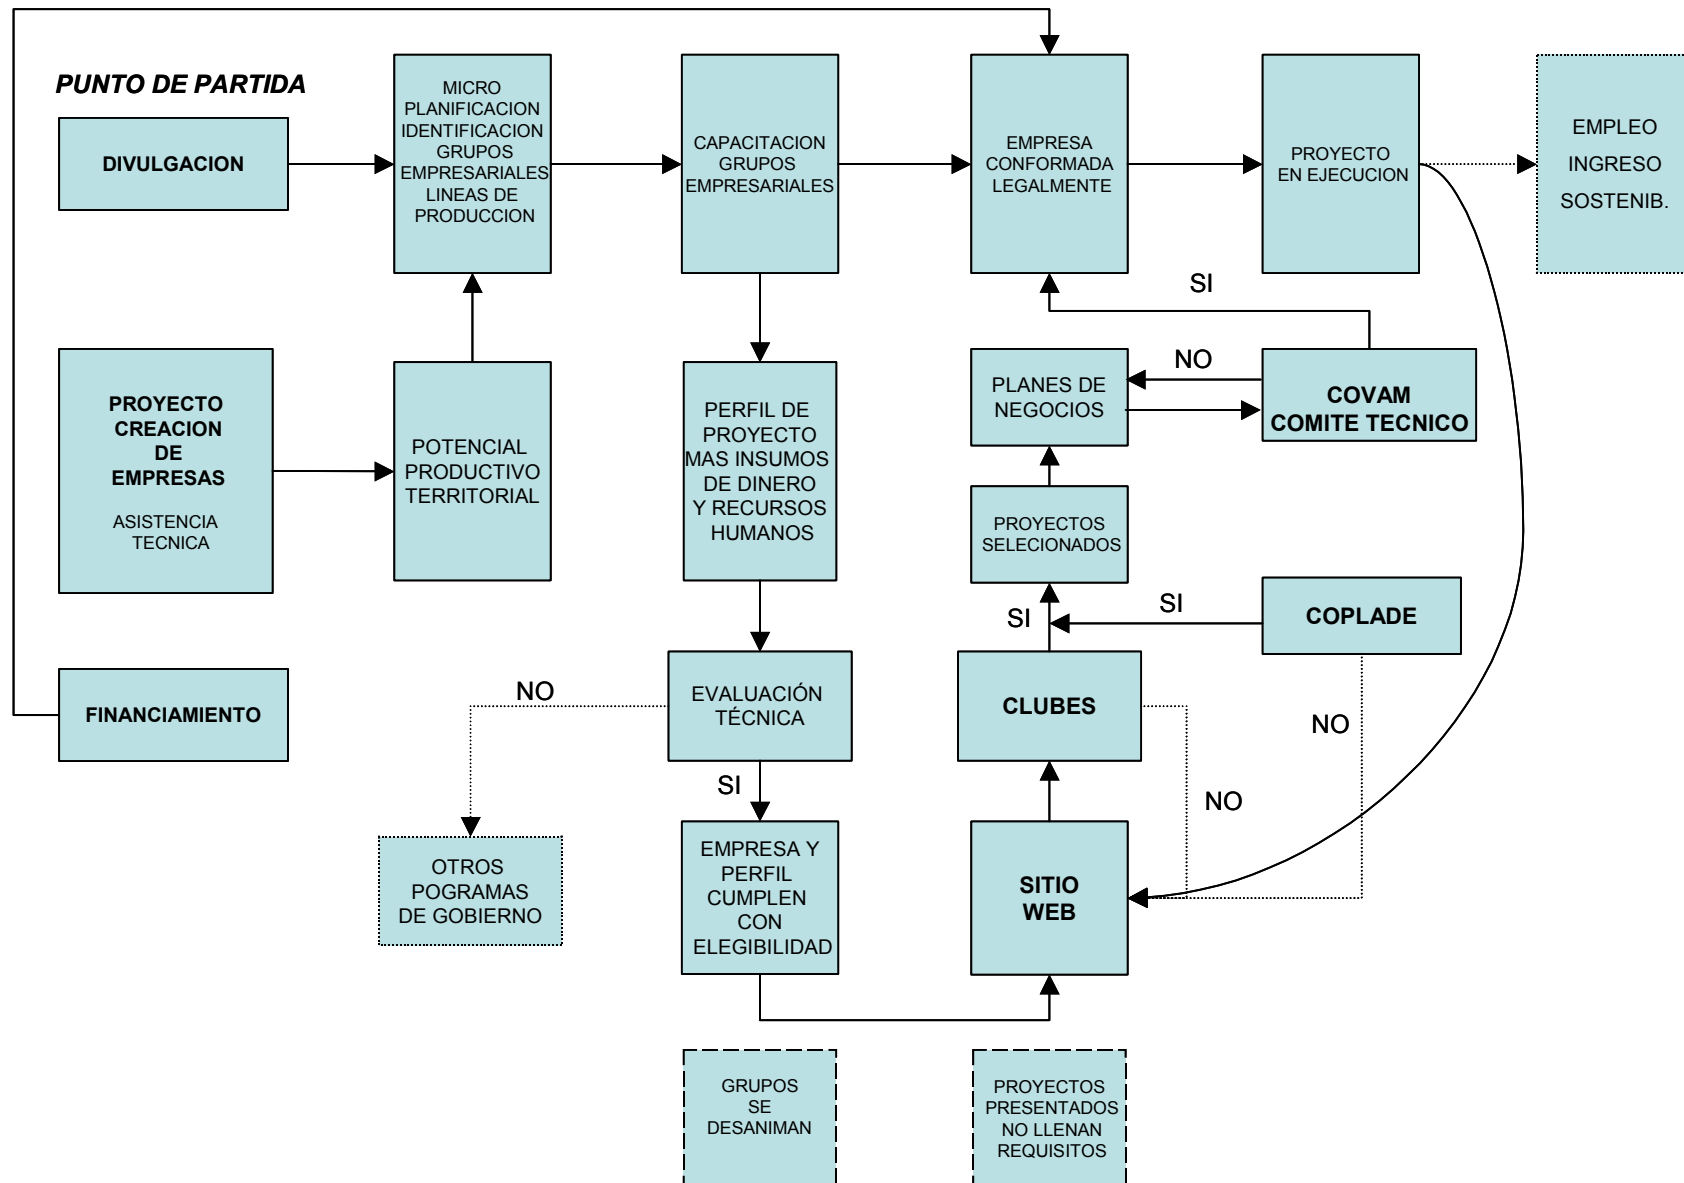 PUNTO DE PARTIDA
DIVULGACION
MICRO
PLANIFICACION
IDENTIFICACION
GRUPOS
EMPRESARIALES
LINEAS DE
PRODUCCION
CAPACITACION
GRUPOS
EMPRESARIALES
EMPRESA
CONFORMADA
LEGALMENTE
PROYECTO
EN EJECUCION
EMPLEO
INGRESO
SOSTENIB.
SI
PROYECTO
CREACION
DE
EMPRESAS
ASISTENCIA
TECNICA
POTENCIAL
PRODUCTIVO
TERRITORIAL
PERFIL DE
PROYECTO
MAS INSUMOS
DE DINERO
Y RECURSOS
HUMANOS
PLANES DE
NEGOCIOS
NO
COVAM
COMITE TECNICO
PROYECTOS
SELECIONADOS
SI
SI
COPLADE
FINANCIAMIENTO
NO
EVALUACIÓN
TÉCNICA
CLUBES
NO
SI
NO
OTROS
POGRAMAS
DE GOBIERNO
EMPRESA Y
PERFIL
CUMPLEN
CON
ELEGIBILIDAD
SITIO
WEB
GRUPOS
SE
DESANIMAN
PROYECTOS
PRESENTADOS
NO LLENAN
REQUISITOS